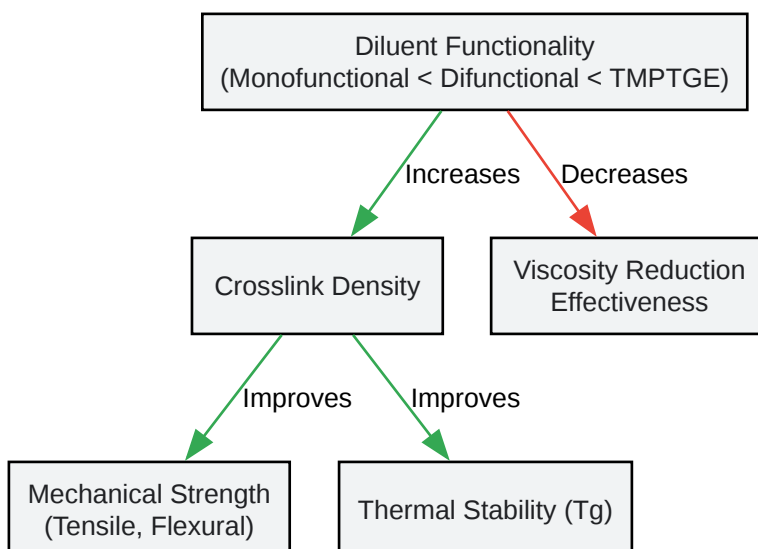 Diluent Functionality
(Monofunctional < Difunctional < TMPTGE)
Increases
Decreases
Crosslink Density
Viscosity Reduction
Effectiveness
Improves
Improves
Mechanical Strength
(Tensile, Flexural)
Thermal Stability (Tg)